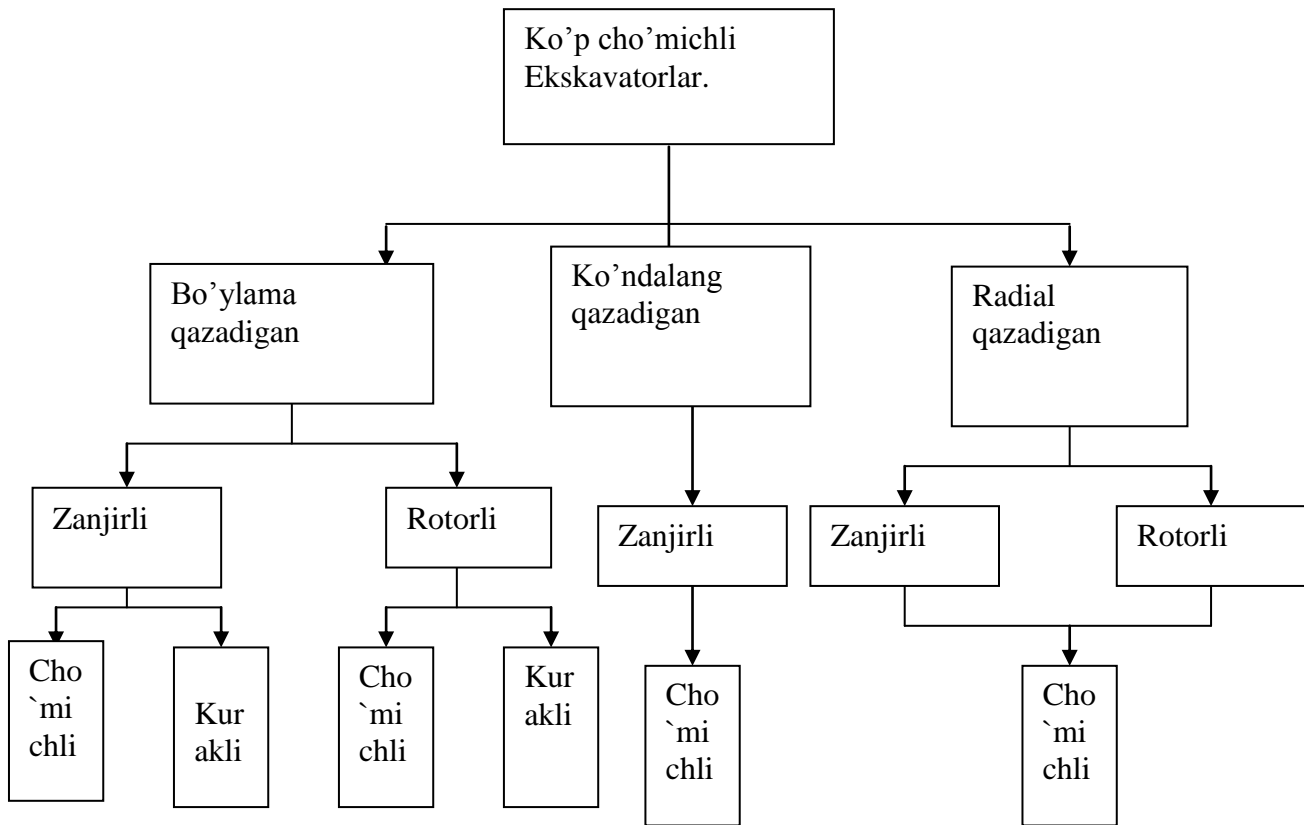 Ko’p cho’michli
Ekskavatorlar.
Bo’ylama
qazadigan
Ko’ndalang
qazadigan
Radial
qazadigan
Zanjirli
Rotorli
Zanjirli
Zanjirli
Rotorli
Cho
`mi
chli
Kur
akli
Cho
`mi
chli
Kur
akli
Cho
`mi
chli
Cho
`mi
chli